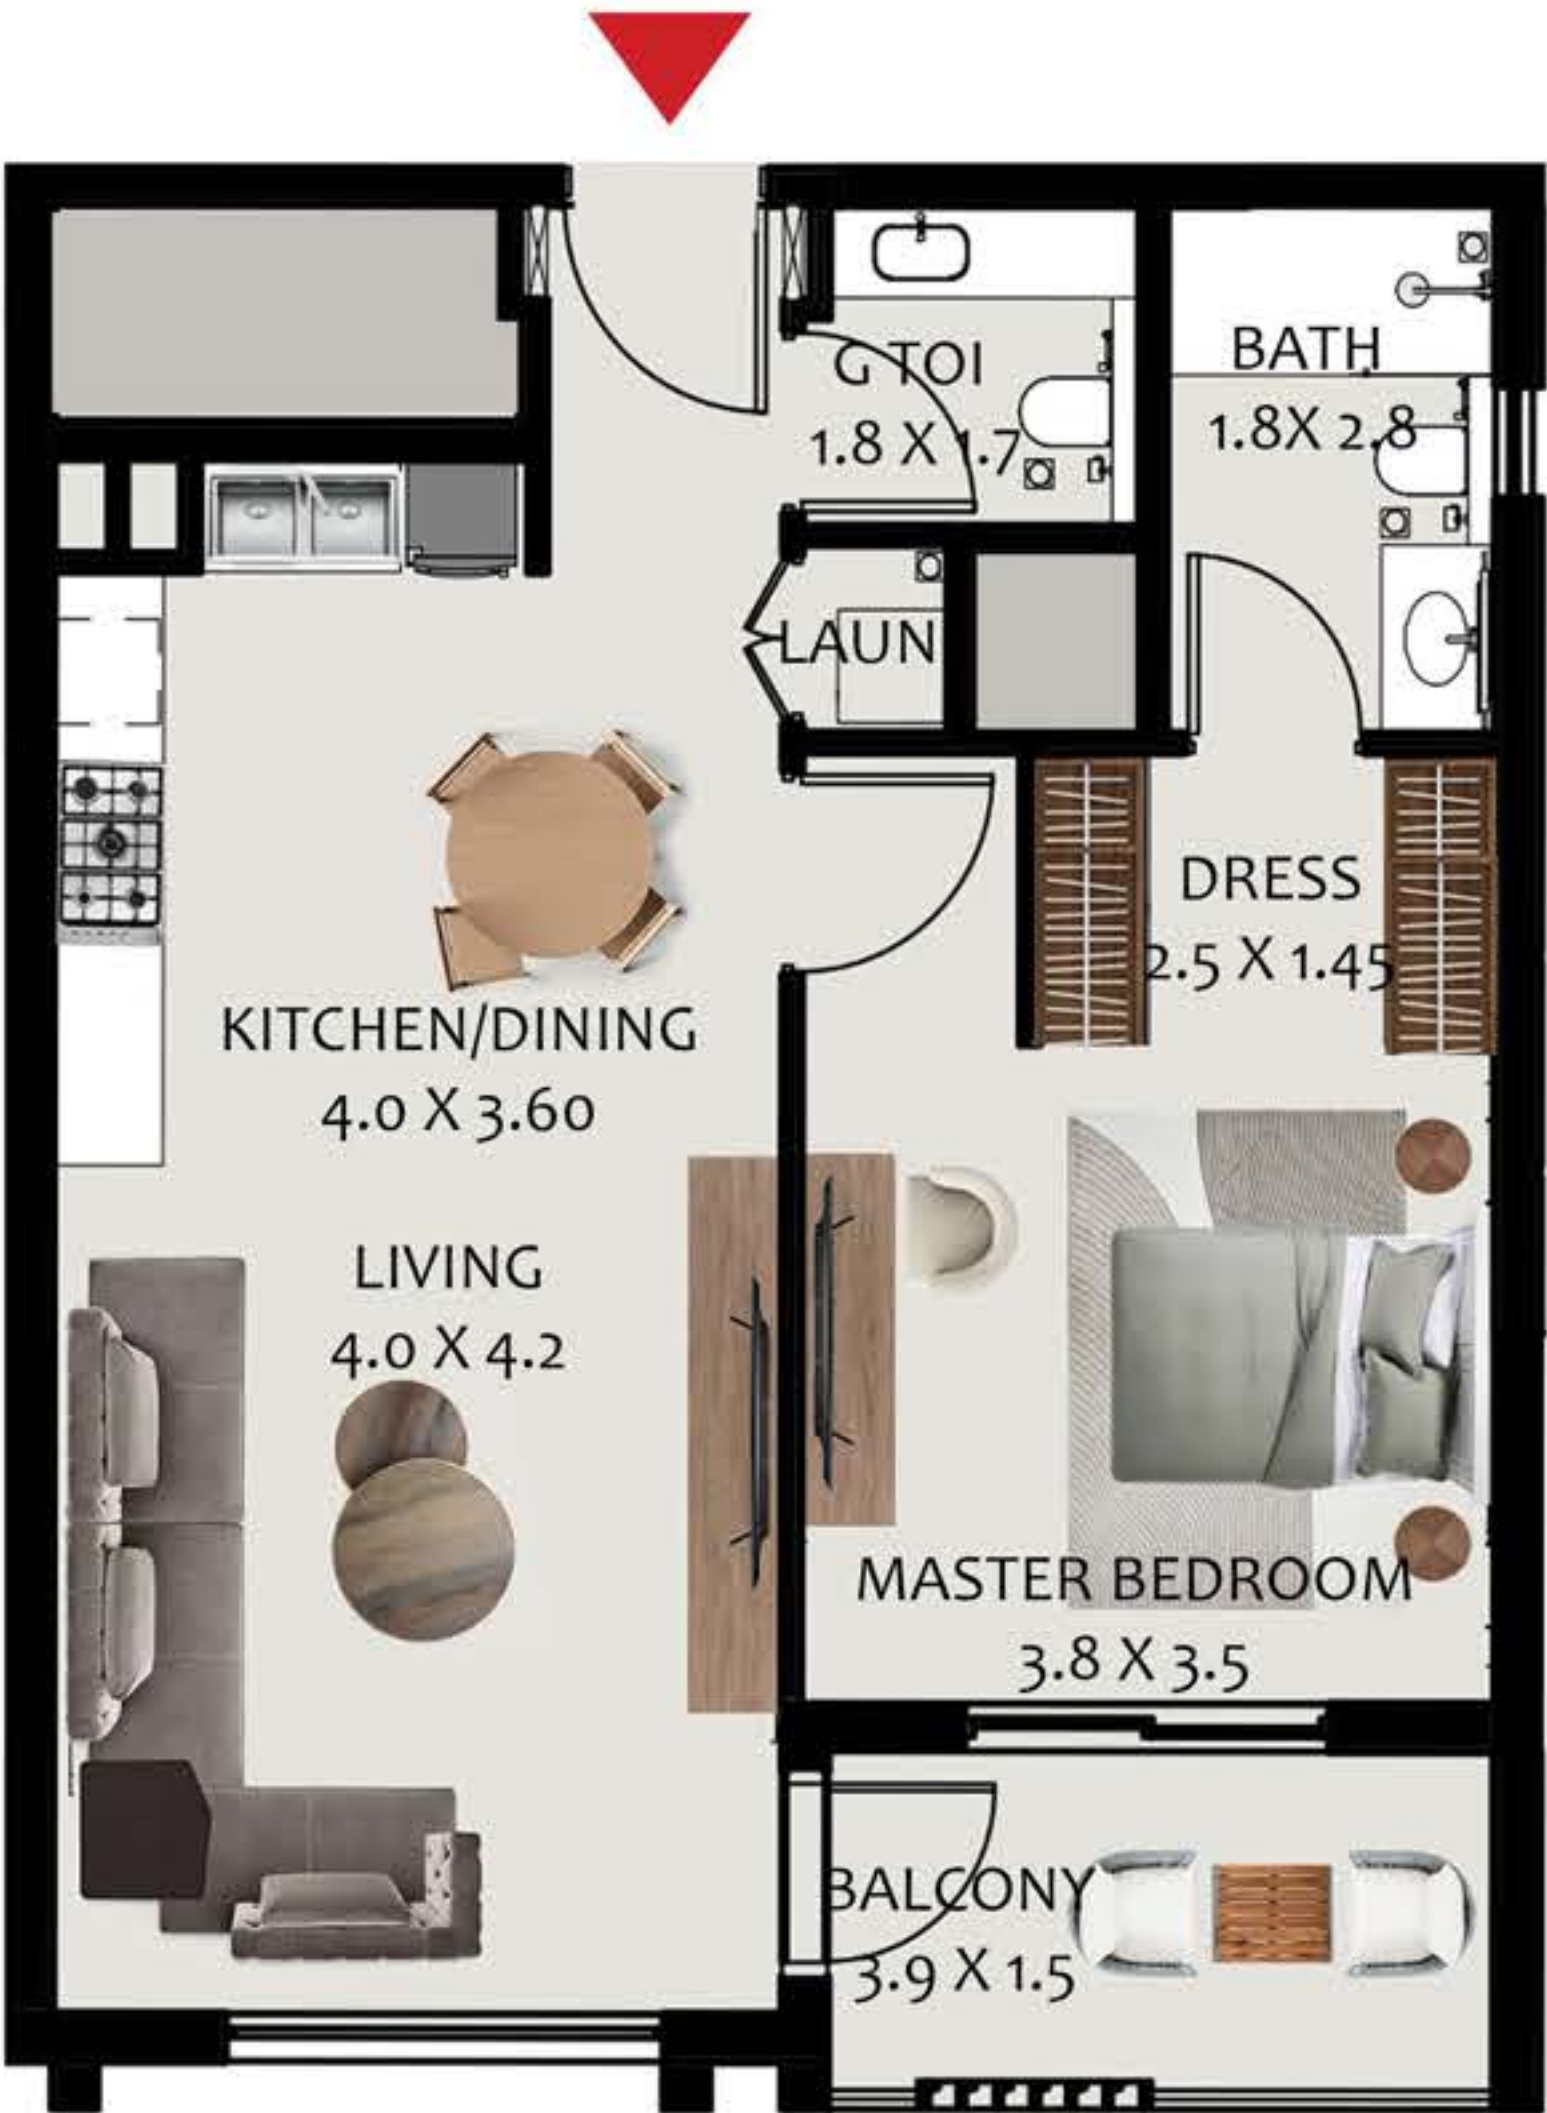 G TOI
1.8 X 1.7
BATH
1.8X 2.8
LAUN
DRESS
2.5 X 1.45
KITCHEN/DINING
4.0 X 3.60
LIVING
4.0 X 4.2
MASTER BEDROOM
3.8 X 3.5
BALCONY
3.9 X 1.5